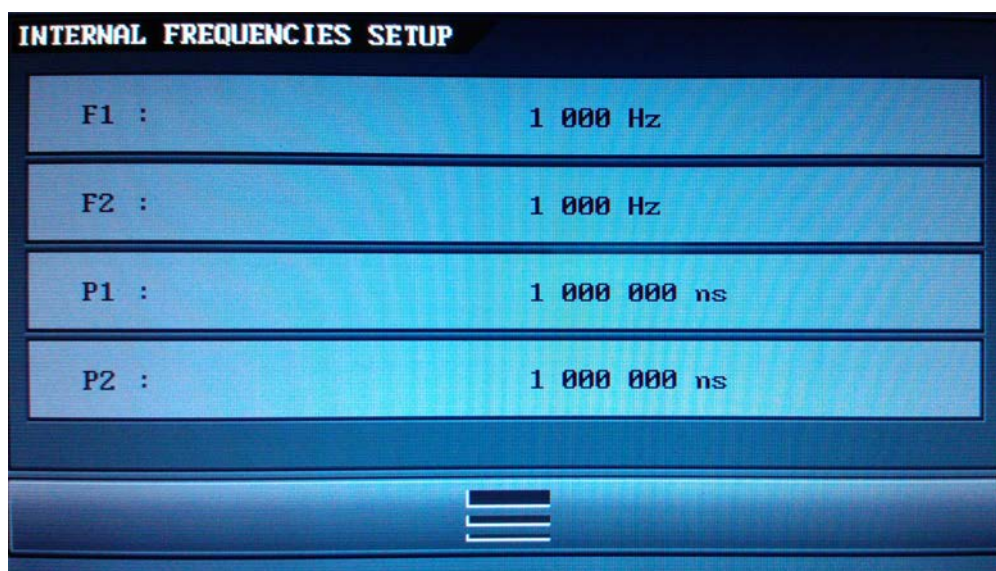 INTERNAL FREQUENCIES SETUP
F1 : 1 000 Hz
F2 : 1 000 Hz
P1 : 1 000 000 ns
P2 : 1 000 000 ns